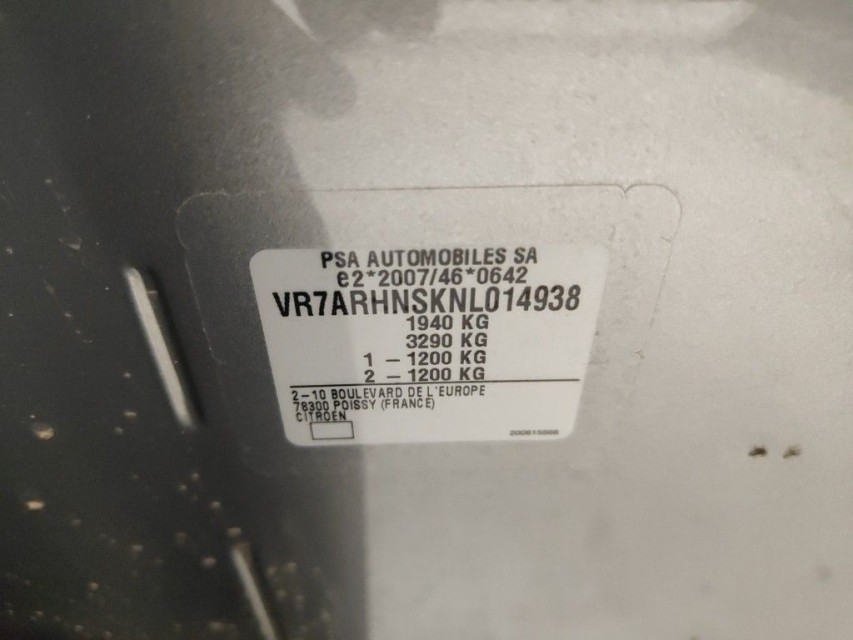 PSA AUTOMOBILES SA
e2*2007/46*0642
VR7ARHNSKNL014938
1940 KG
3290 KG
1 – 1200 KG
2 – 1200 KG
2–10 BOULEVARD DE L'EUROPE
78300 POISSY (FRANCE)
CITROEN